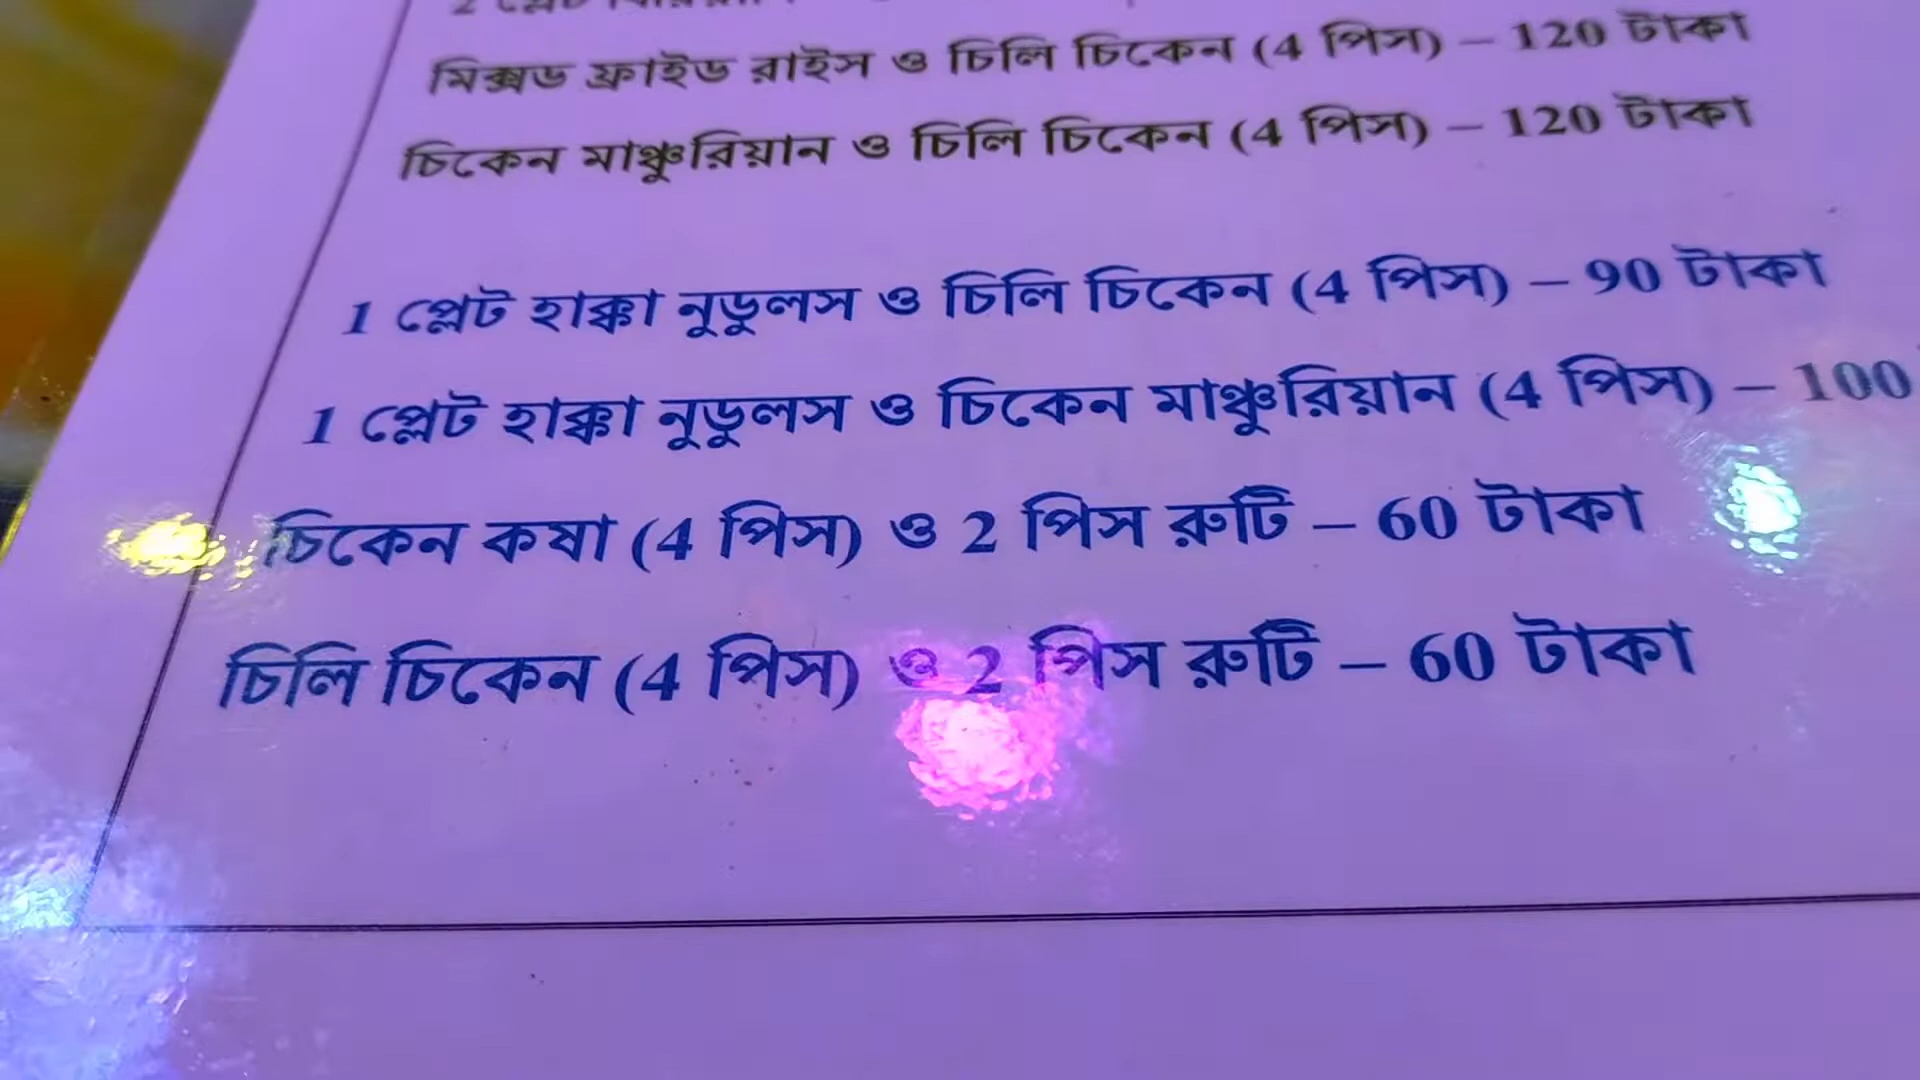 2 প্লেট
মিক্সড ফ্রাইড রাইস ও চিলি চিকেন (4 পিস) – 120 টাকা
চিকেন মাঞ্চুরিয়ান ও চিলি চিকেন (4 পিস) – 120 টাকা
1 প্লেট হাক্কা নুডুলস ও চিলি চিকেন (4 পিস) – 90 টাকা
1 প্লেট হাক্কা নুডুলস ও চিকেন মাঞ্চুরিয়ান (4 পিস) – 100
চিকেন কষা (4 পিস) ও 2 পিস রুটি – 60 টাকা
চিলি চিকেন (4 পিস) ও 2 পিস রুটি – 60 টাকা